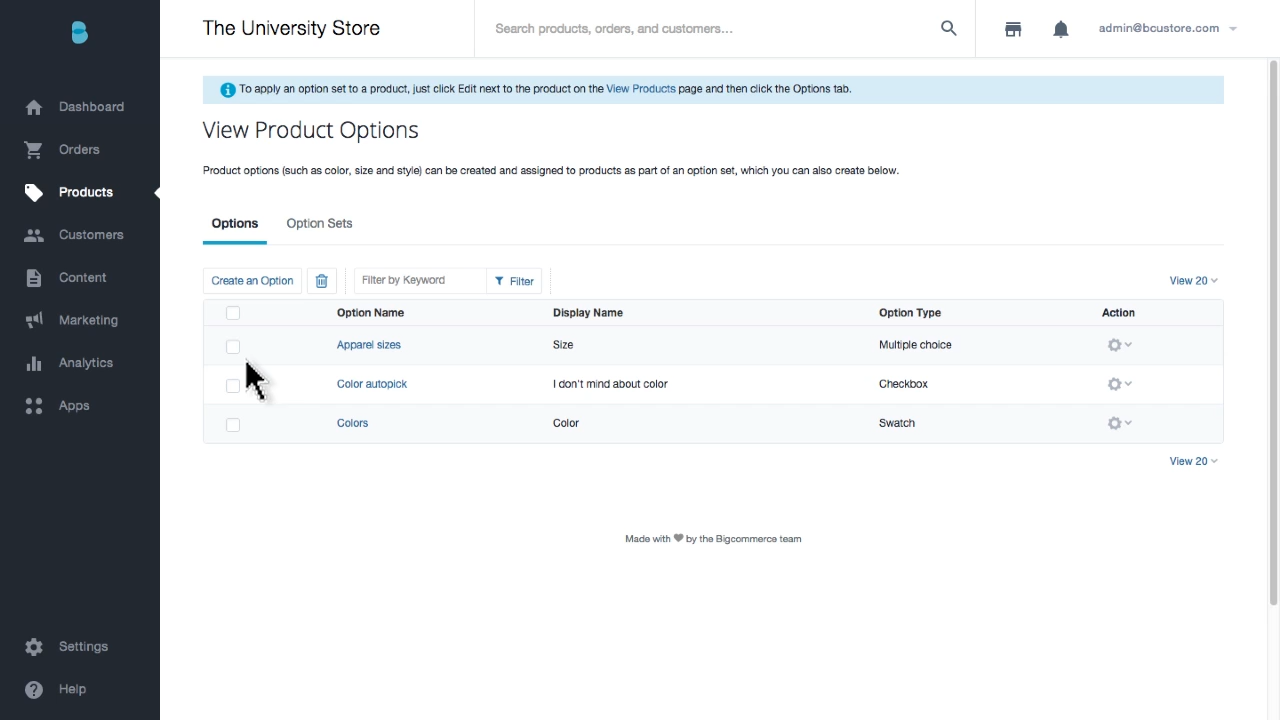 The University Store
Search products, orders, and customers...
admin@bcustore.com
Dashboard
Orders
Products
Customers
Content
Marketing
Analytics
Apps
Settings
Help
To apply an option set to a product, just click Edit next to the product on the View Products page and then click the Options tab.
View Product Options
Product options (such as color, size and style) can be created and assigned to products as part of an option set, which you can also create below.
Options Option Sets
Create an Option Filter by Keyword Filter View 20
Option Name Display Name Option Type Action
Apparel sizes Size Multiple choice
Color autopick I don't mind about color Checkbox
Colors Color Swatch
View 20
Made with ♥ by the Bigcommerce team